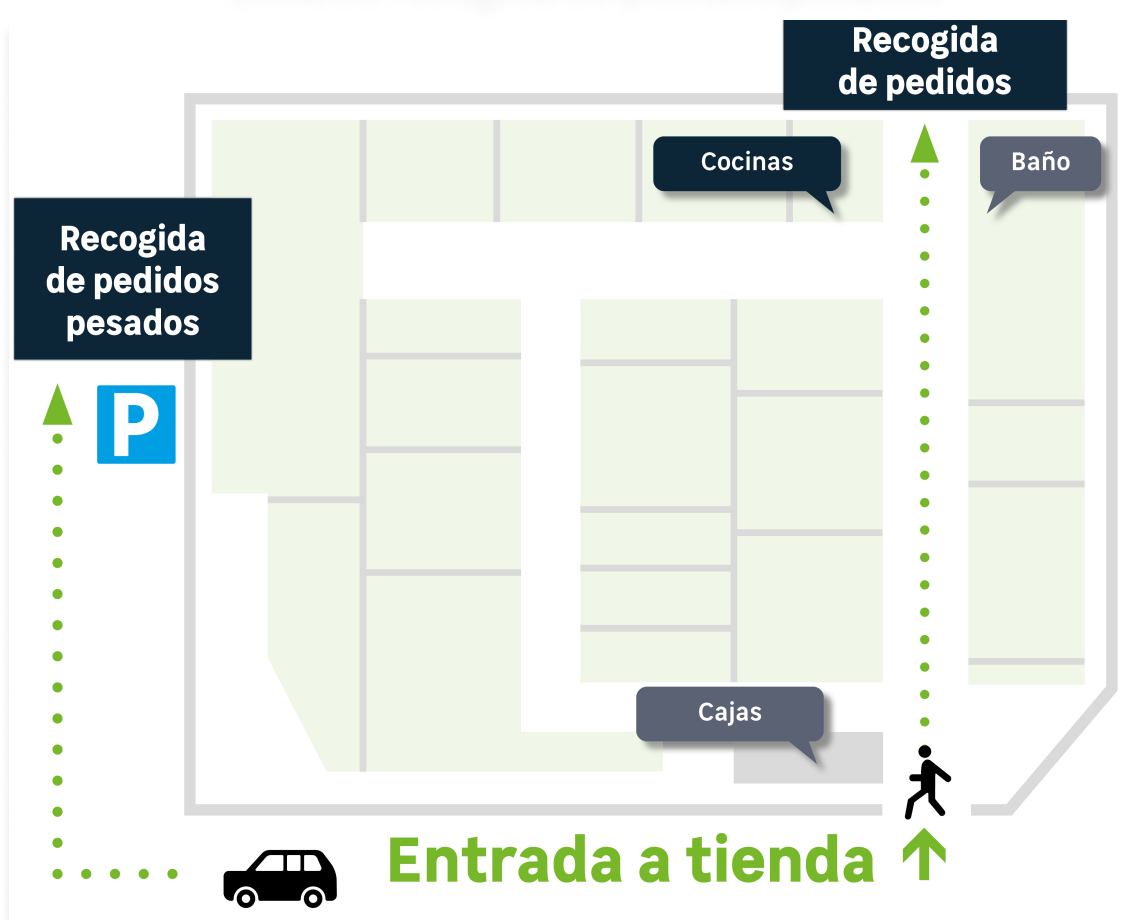 Recogida
de pedidos
Cocinas
Baño
Recogida
de pedidos
pesados
P
Cajas
Entrada a tienda